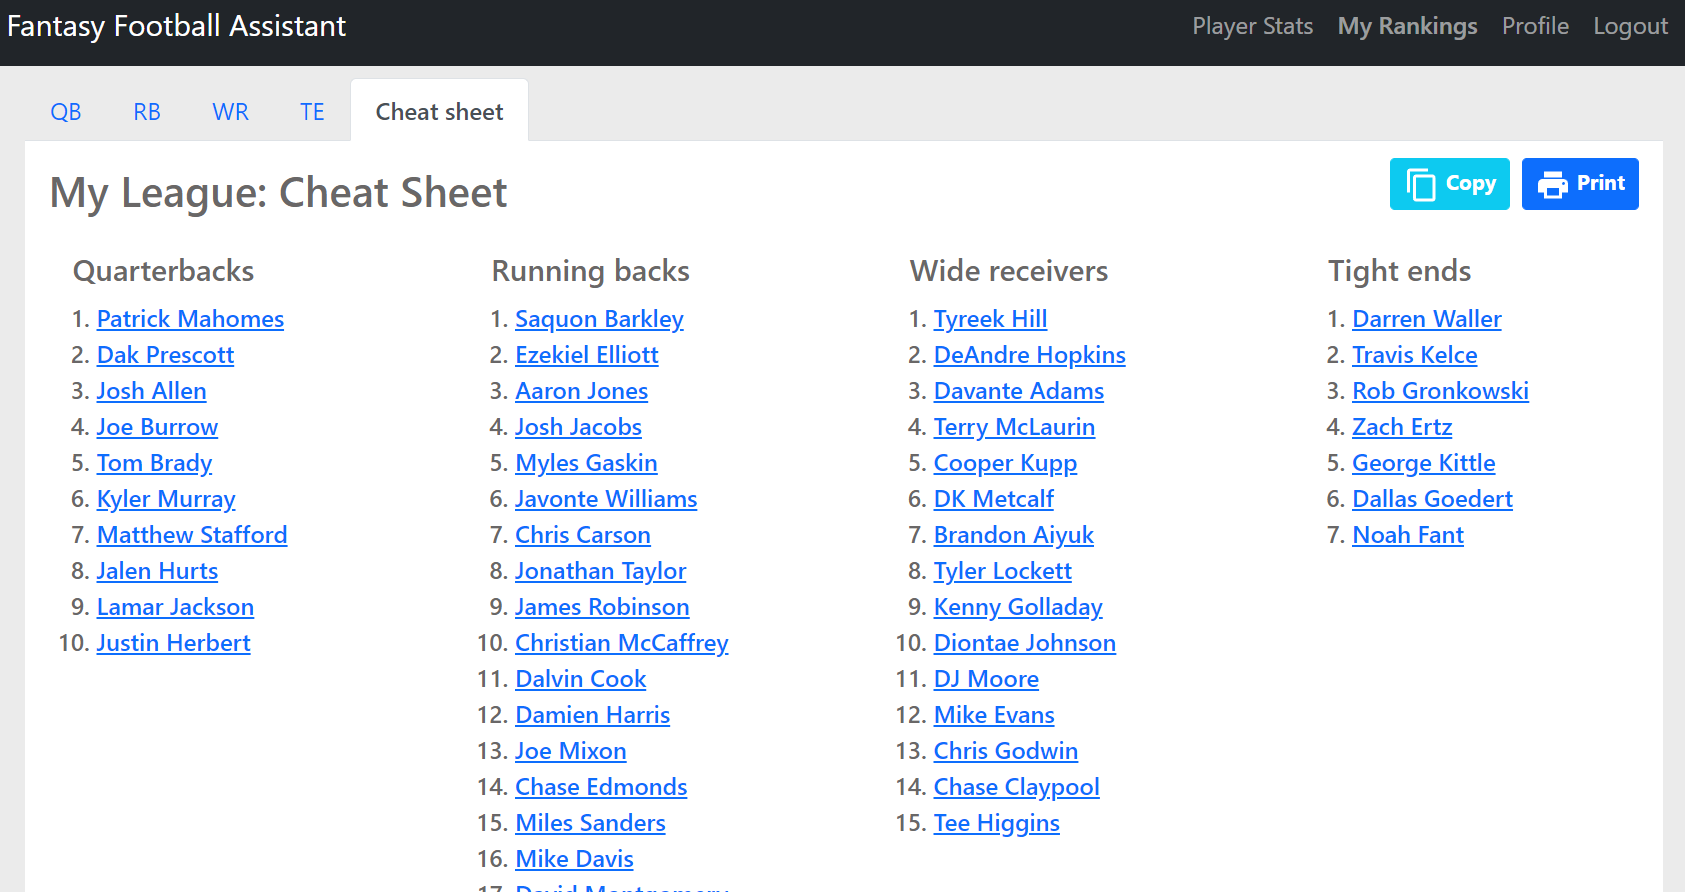 Fantasy Football Assistant
Player Stats My Rankings Profile Logout
QB RB WR TE Cheat sheet
My League: Cheat Sheet
Copy Print
Quarterbacks
1. Patrick Mahomes
2. Dak Prescott
3. Josh Allen
4. Joe Burrow
5. Tom Brady
6. Kyler Murray
7. Matthew Stafford
8. Jalen Hurts
9. Lamar Jackson
10. Justin Herbert
Running backs
1. Saquon Barkley
2. Ezekiel Elliott
3. Aaron Jones
4. Josh Jacobs
5. Myles Gaskin
6. Javonte Williams
7. Chris Carson
8. Jonathan Taylor
9. James Robinson
10. Christian McCaffrey
11. Dalvin Cook
12. Damien Harris
13. Joe Mixon
14. Chase Edmonds
15. Miles Sanders
16. Mike Davis
17. David Montgomery
Wide receivers
1. Tyreek Hill
2. DeAndre Hopkins
3. Davante Adams
4. Terry McLaurin
5. Cooper Kupp
6. DK Metcalf
7. Brandon Aiyuk
8. Tyler Lockett
9. Kenny Golladay
10. Diontae Johnson
11. DJ Moore
12. Mike Evans
13. Chris Godwin
14. Chase Claypool
15. Tee Higgins
Tight ends
1. Darren Waller
2. Travis Kelce
3. Rob Gronkowski
4. Zach Ertz
5. George Kittle
6. Dallas Goedert
7. Noah Fant